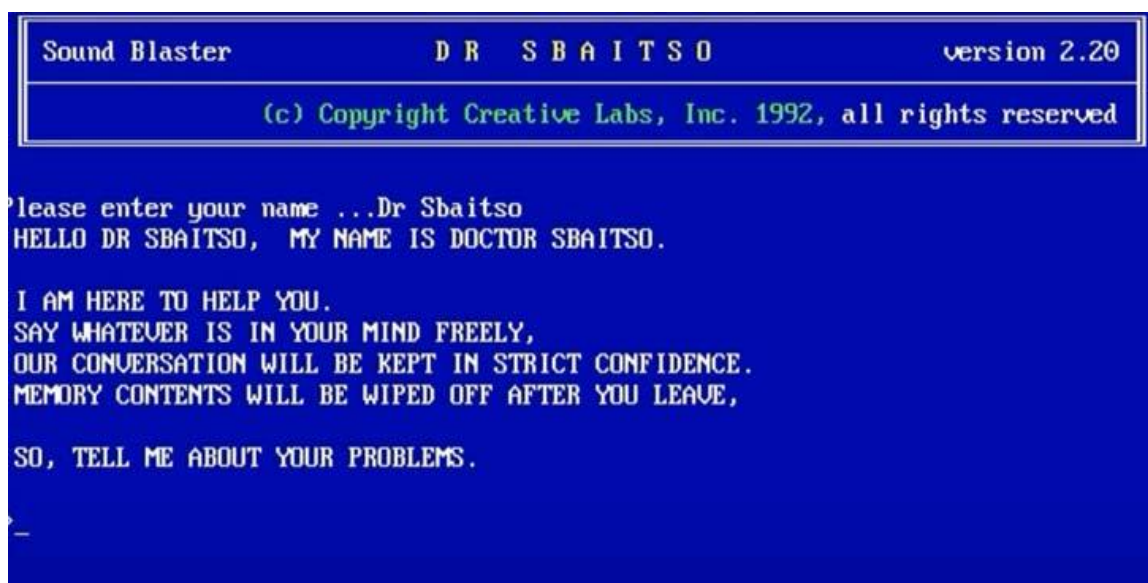 Sound Blaster D R S B A I T S O version 2.20
(c) Copyright Creative Labs, Inc. 1992, all rights reserved
Please enter your name ...Dr Sbaitso
HELLO DR SBAITSO, MY NAME IS DOCTOR SBAITSO.
I AM HERE TO HELP YOU.
SAY WHATEVER IS IN YOUR MIND FREELY,
OUR CONVERSATION WILL BE KEPT IN STRICT CONFIDENCE.
MEMORY CONTENTS WILL BE WIPED OFF AFTER YOU LEAVE,
SO, TELL ME ABOUT YOUR PROBLEMS.
>_